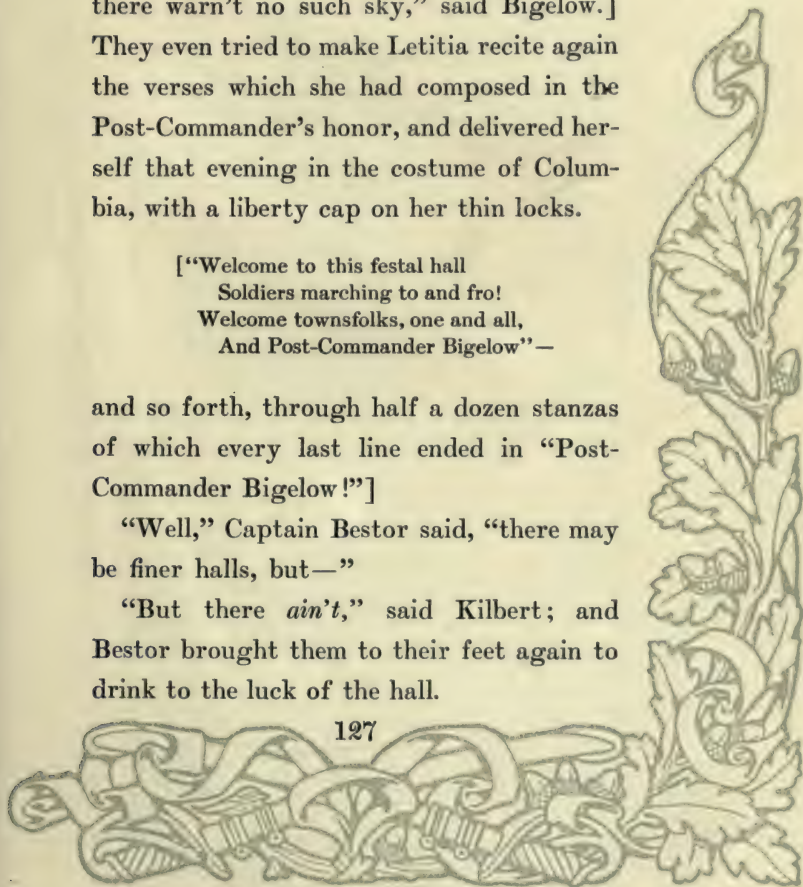 there warn't no such sky," said Bigelow.]
They even tried to make Letitia recite again
the verses which she had composed in the
Post-Commander's honor, and delivered her-
self that evening in the costume of Colum-
bia, with a liberty cap on her thin locks.
["Welcome to this festal hall
Soldiers marching to and fro!
Welcome townsfolks, one and all,
And Post-Commander Bigelow"—
and so forth, through half a dozen stanzas
of which every last line ended in "Post-
Commander Bigelow!"]
"Well," Captain Bestor said, "there may
be finer halls, but—"
"But there ain't," said Kilbert; and
Bestor brought them to their feet again to
drink to the luck of the hall.
127